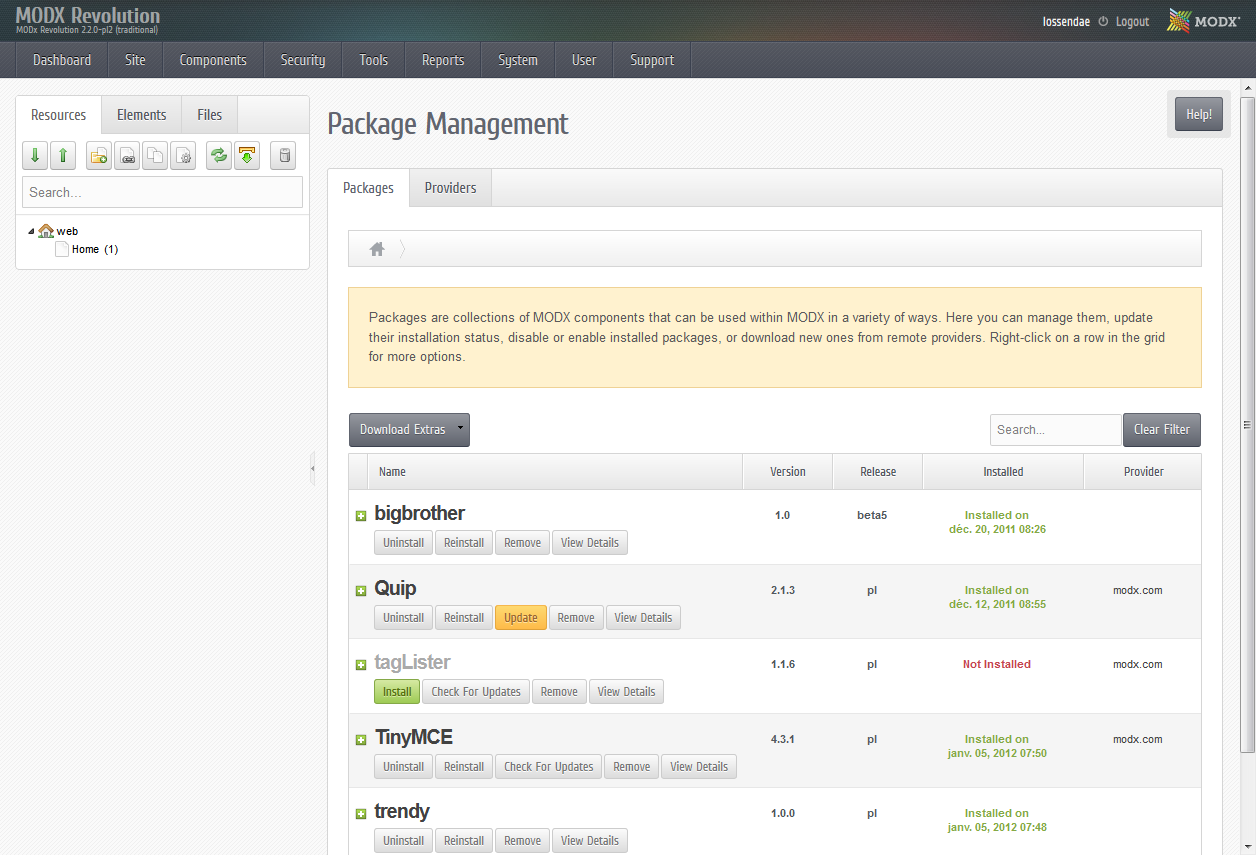 MODX Revolution
MODx Revolution 2.2.0-pl2 (traditional)
lossendae Logout MODX
Dashboard Site Components Security Tools Reports System User Support
Resources Elements Files
Search...
web
Home (1)
Package Management
Help!
Packages Providers
Packages are collections of MODX components that can be used within MODX in a variety of ways. Here you can manage them, update
their installation status, disable or enable installed packages, or download new ones from remote providers. Right-click on a row in the grid
for more options.
Download Extras Search... Clear Filter
Name Version Release Installed Provider
bigbrother 1.0 beta5 Installed on
déc. 20, 2011 08:26
Uninstall Reinstall Remove View Details
Quip 2.1.3 pl Installed on modx.com
déc. 12, 2011 08:55
Uninstall Reinstall Update Remove View Details
tagLister 1.1.6 pl Not Installed modx.com
Install Check For Updates Remove View Details
TinyMCE 4.3.1 pl Installed on modx.com
janv. 05, 2012 07:50
Uninstall Reinstall Check For Updates Remove View Details
trendy 1.0.0 pl Installed on
janv. 05, 2012 07:48
Uninstall Reinstall Remove View Details